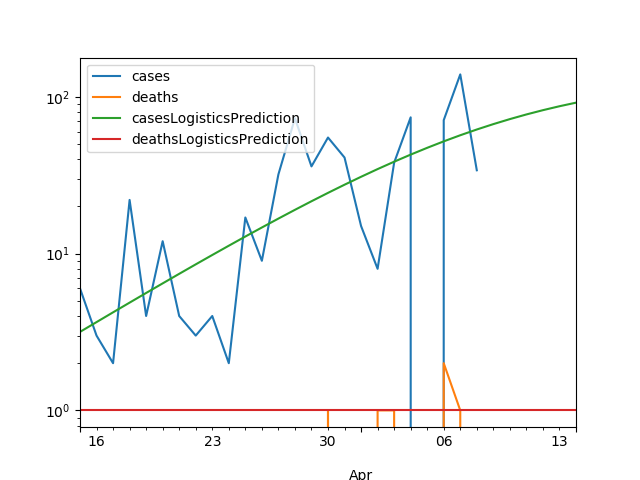 cases
deaths
casesLogisticsPrediction
deathsLogisticsPrediction
10²
10¹
10⁰
16 23 30 06 13
Apr